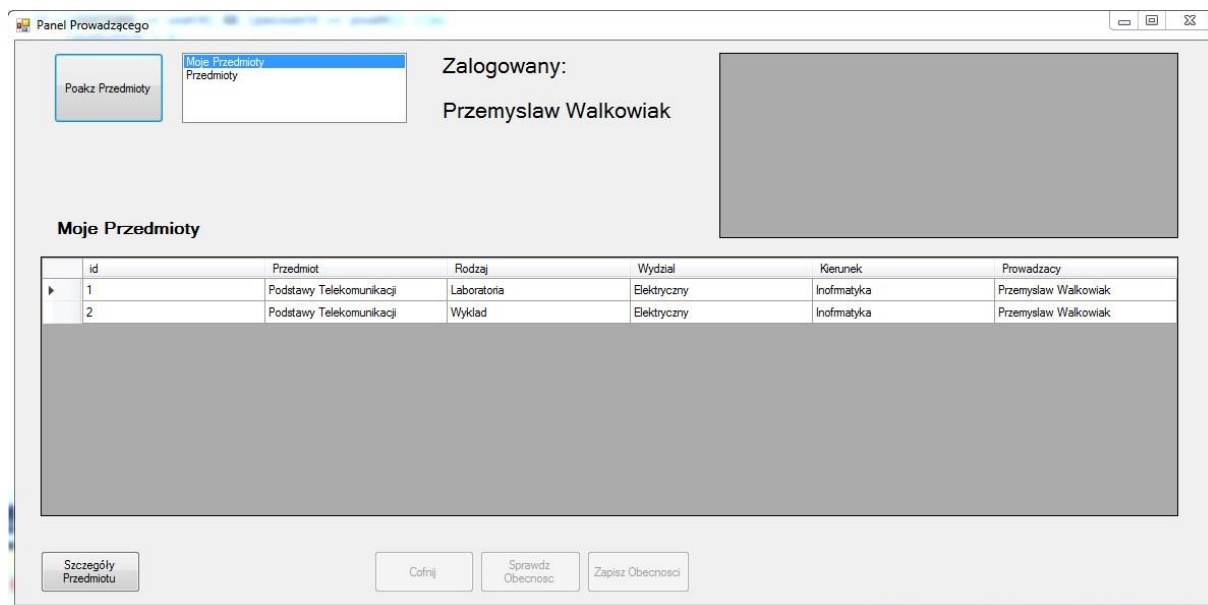 Panel Prowadzącego
Poakz Przedmioty
Moje Przedmioty
Przedmioty
Zalogowany:
Przemyslaw Walkowiak
Moje Przedmioty
id Przedmiot Rodzaj Wydzial Kierunek Prowadzacy
1 Podstawy Telekomunikacji Laboratoria Elektryczny Inofmatyka Przemyslaw Walkowiak
2 Podstawy Telekomunikacji Wyklad Elektryczny Inofmatyka Przemyslaw Walkowiak
Szczegóły
Przedmiotu
Cofnij
Sprawdz
Obecnosc
Zapisz Obecnosci